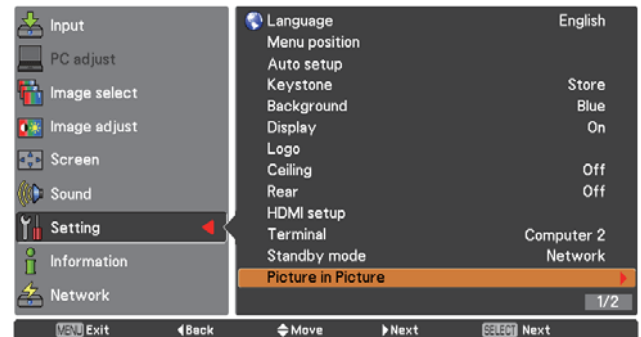 Input
PC adjust
Image select
Image adjust
Screen
Sound
Setting
Information
Network
Language English
Menu position
Auto setup
Keystone Store
Background Blue
Display On
Logo
Ceiling Off
Rear Off
HDMI setup
Terminal Computer 2
Standby mode Network
Picture in Picture
1/2
MENU Exit Back Move Next SELECT Next